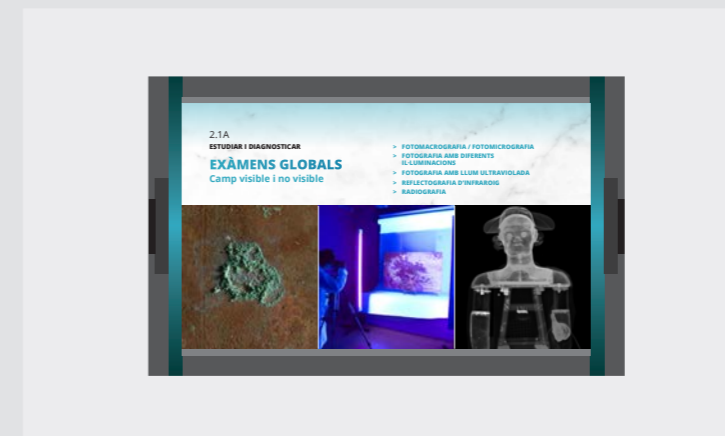 2.1A
ESTUDIAR I DIAGNOSTICAR
EXÀMENS GLOBALS
Camp visible i no visible
> FOTOMACROGRAFIA / FOTOMICROGRAFIA
> FOTOGRAFIA AMB DIFERENTS
IL·LUMINACIONS
> FOTOGRAFIA AMB LLUM ULTRAVIOLADA
> REFLECTOGRAFIA D'INFRAROIG
> RADIOGRAFIA